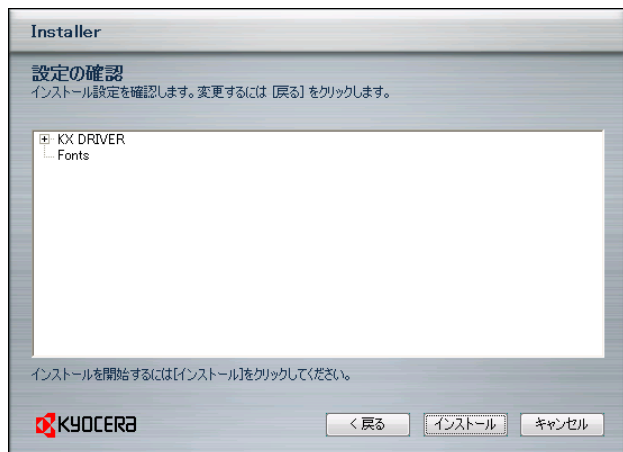 Installer
設定の確認
インストール設定を確認します。変更するには [戻る] をクリックします。
KX DRIVER
Fonts
インストールを開始するには[インストール]をクリックしてください。
KYOCERA
< 戻る
インストール
キャンセル